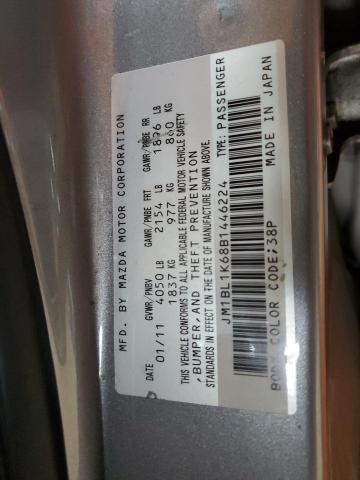 MFD. BY MAZDA MOTOR CORPORATION
DATE GVWR/PNBV GAWR/PNBE FRT GAWR/PNBE RR
01/11 4050 LB 2154 LB 1896 LB
1837 KG 977 KG 860 KG
THIS VEHICLE CONFORMS TO ALL APPLICABLE FEDERAL MOTOR VEHICLE SAFETY
, BUMPER, AND THEFT PREVENTION
STANDARDS IN EFFECT ON THE DATE OF MANUFACTURE SHOWN ABOVE.
JM1BL1K68B1446224 TYPE: PASSENGER
BODY COLOR CODE;38P MADE IN JAPAN